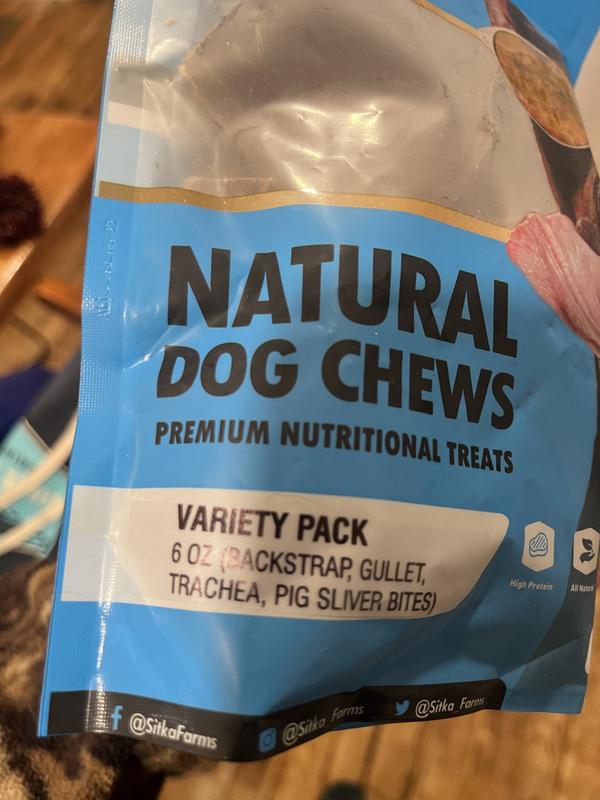 NATURAL
DOG CHEWS
PREMIUM NUTRITIONAL TREATS
VARIETY PACK
6 OZ (BACKSTRAP, GULLET,
TRACHEA, PIG SLIVER BITES)
High Protein
All Natural
@SitkaFarms
@Sitka_Farms
@Sitka_Farms